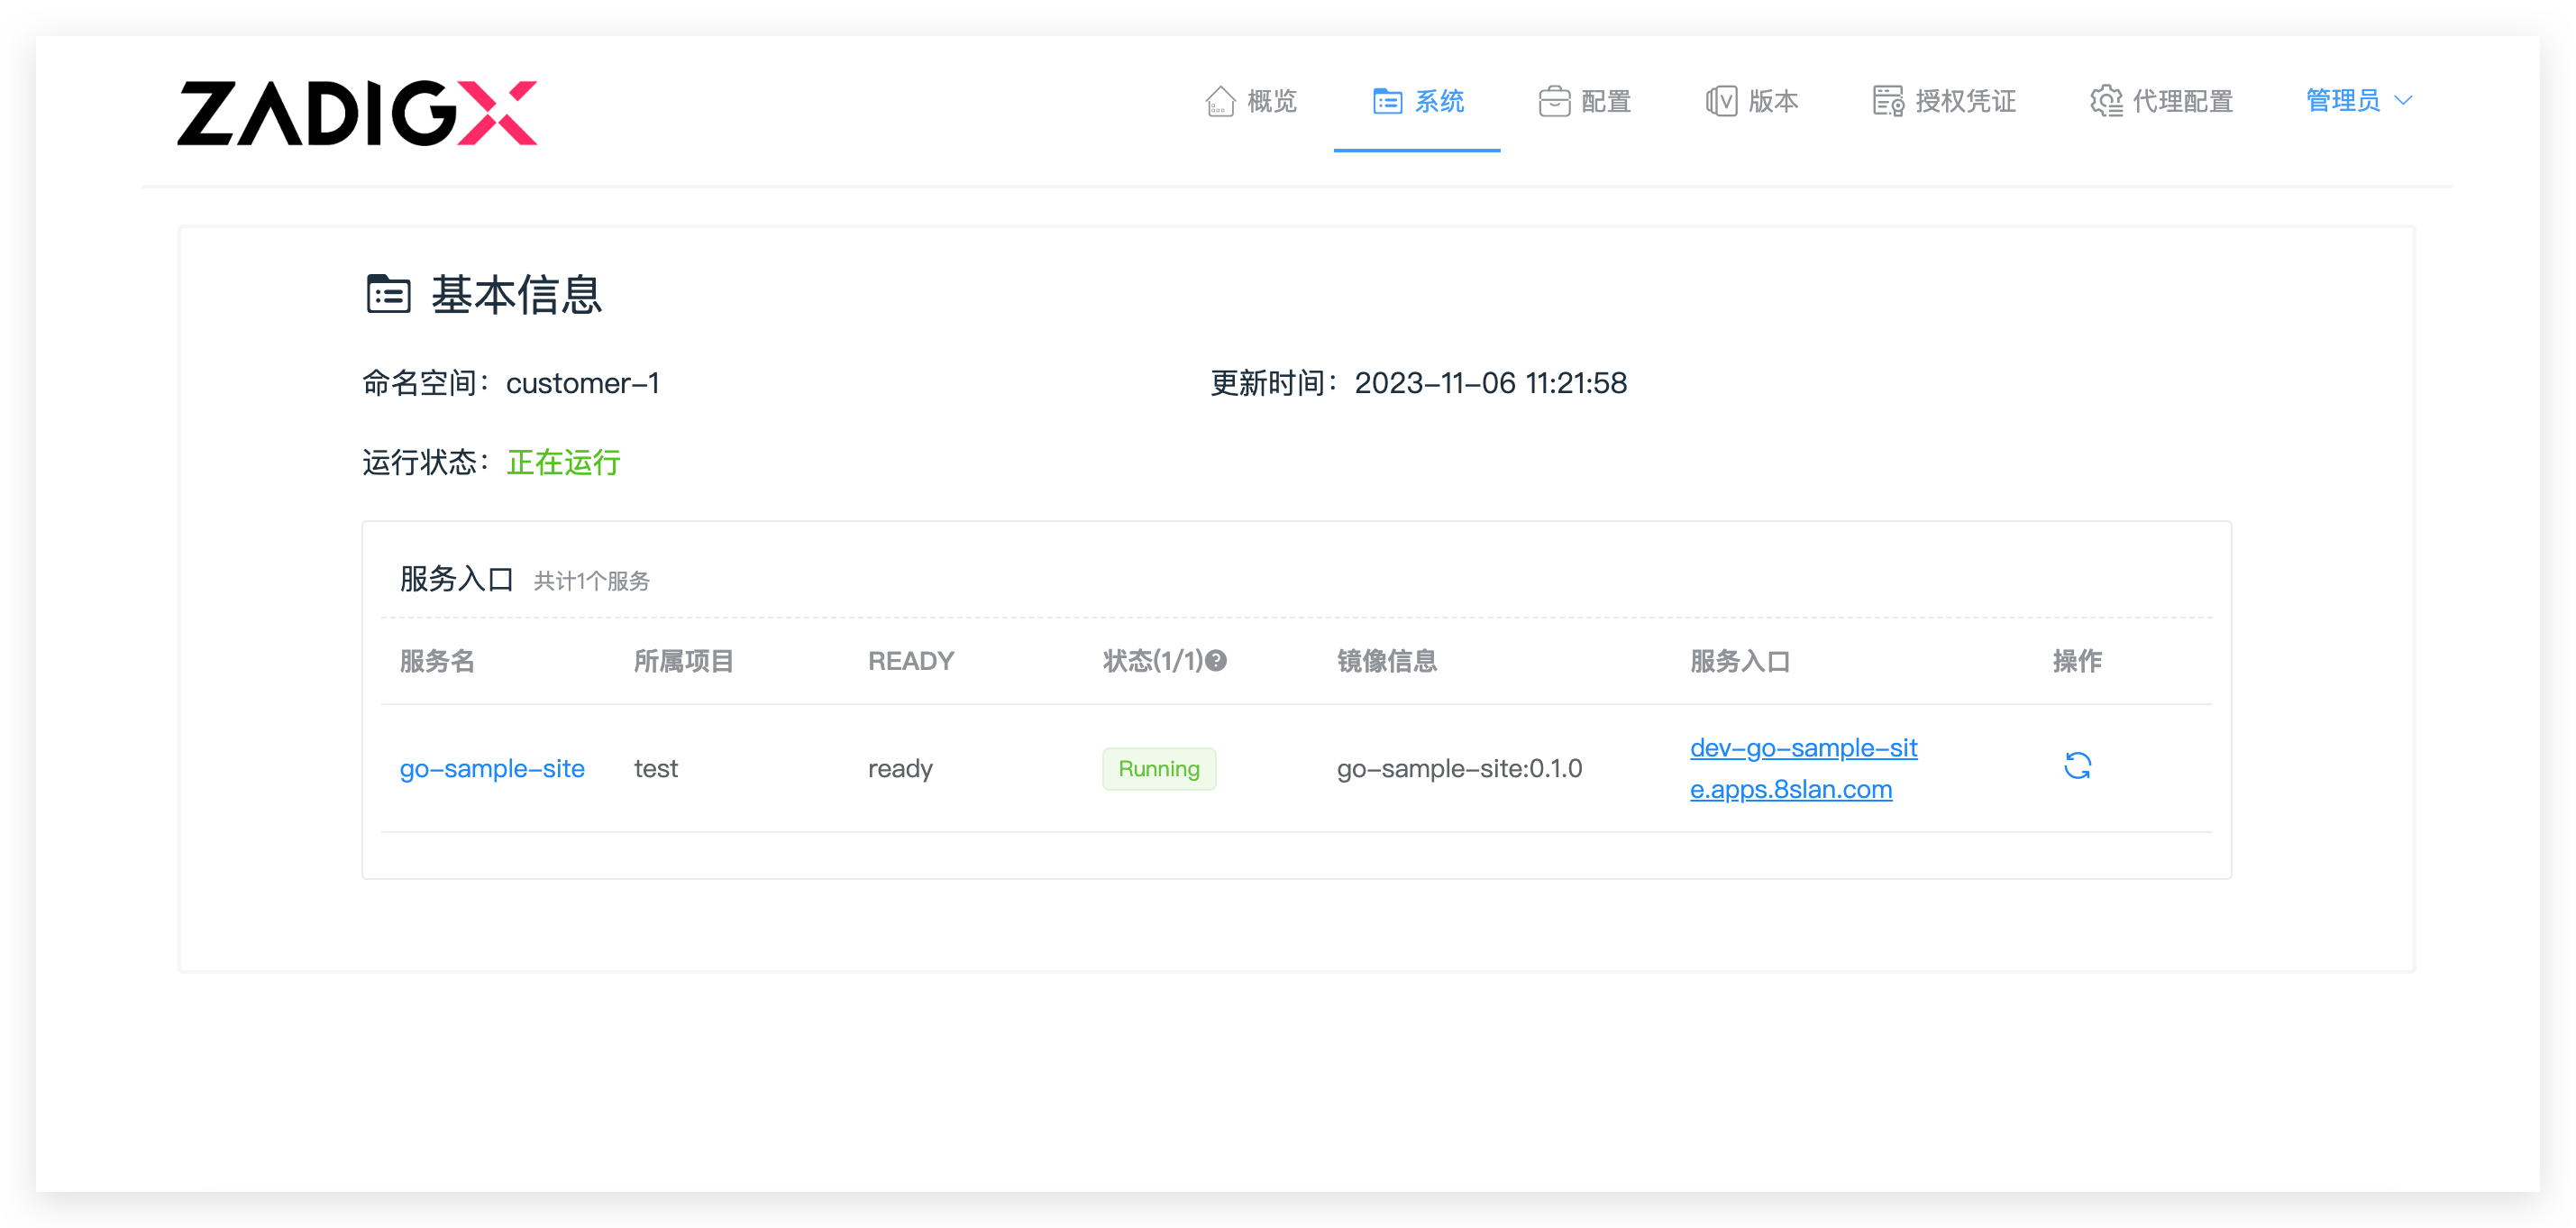 ZADIGX
概览 系统 配置 版本 授权凭证 代理配置 管理员
基本信息
命名空间：customer-1 更新时间：2023-11-06 11:21:58
运行状态：正在运行
服务入口 共计1个服务
服务名 所属项目 READY 状态(1/1)? 镜像信息 服务入口 操作
go-sample-site test ready Running go-sample-site:0.1.0 dev-go-sample-sit
e.apps.8slan.com